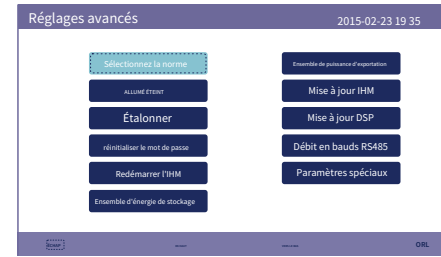 Réglages avancés
2015-02-23 19 35
Sélectionnez la norme
ALLUMÉ ÉTEINT
Étalonner
réinitialiser le mot de passe
Redémarrer l'IHM
Ensemble d'énergie de stockage
Ensemble de puissance d'exportation
Mise à jour IHM
Mise à jour DSP
Débit en bauds RS485
Paramètres spéciaux
ORL